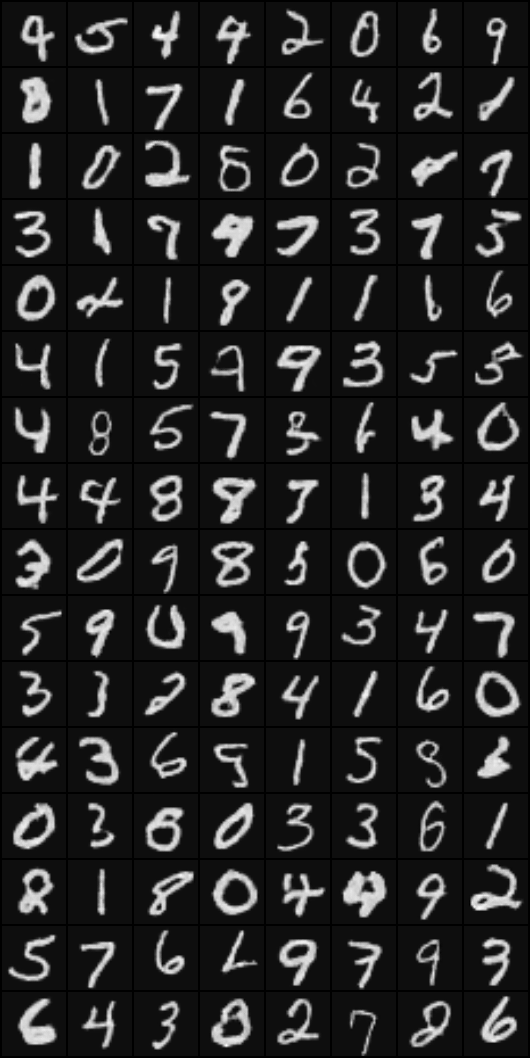 4 5 4 9 2 0 6 9
8 1 7 1 6 4 2 1
1 0 2 8 0 2 4 7
3 1 7 9 7 3 7 5
0 4 1 9 1 1 6 6
4 1 5 9 9 3 5 5
4 8 5 7 8 6 4 0
4 4 8 8 7 1 3 4
3 0 9 8 5 0 6 0
5 9 0 9 9 3 4 7
3 3 2 8 4 1 6 0
4 3 6 5 1 5 8
0 3 8 0 3 3 6 1
8 1 8 0 4 4 9 2
5 7 6 6 9 7 9 3
6 4 3 8 2 7 8 6